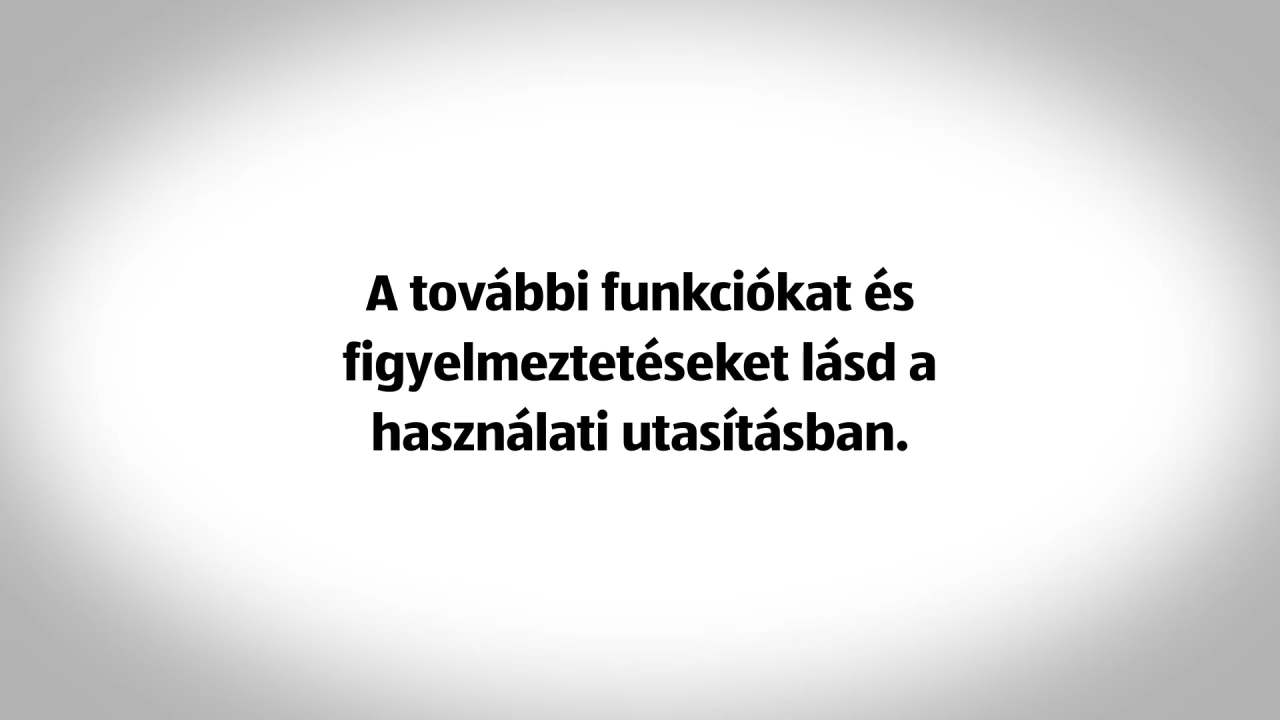 A további funkciókat és
figyelmeztetéseket lásd a
használati utasításban.